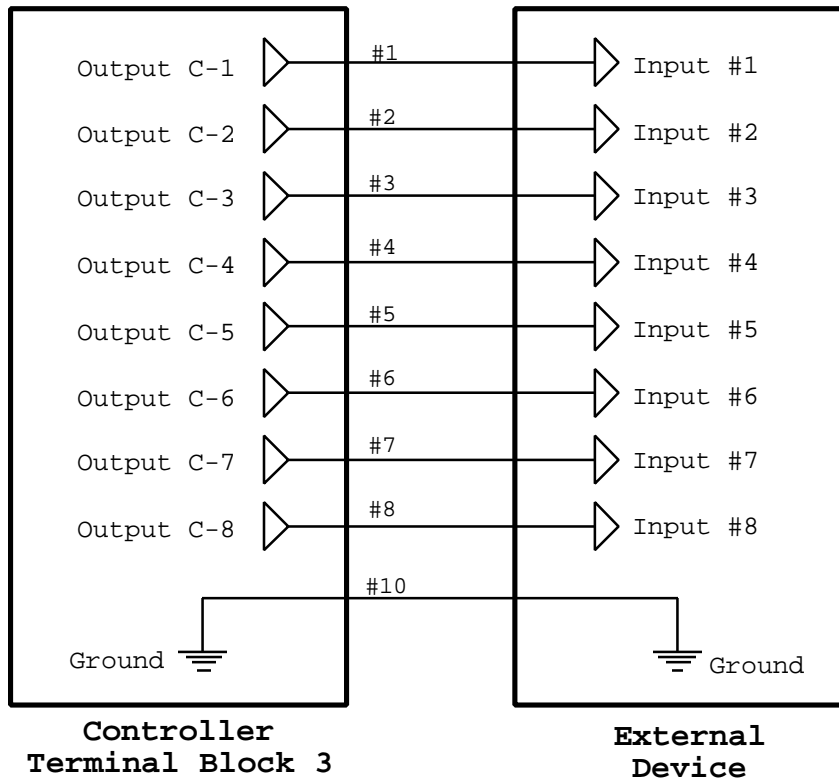 Output C-1 #1 Input #1
Output C-2 #2 Input #2
Output C-3 #3 Input #3
Output C-4 #4 Input #4
Output C-5 #5 Input #5
Output C-6 #6 Input #6
Output C-7 #7 Input #7
Output C-8 #8 Input #8
#10
Ground Ground
Controller
Terminal Block 3
External
Device